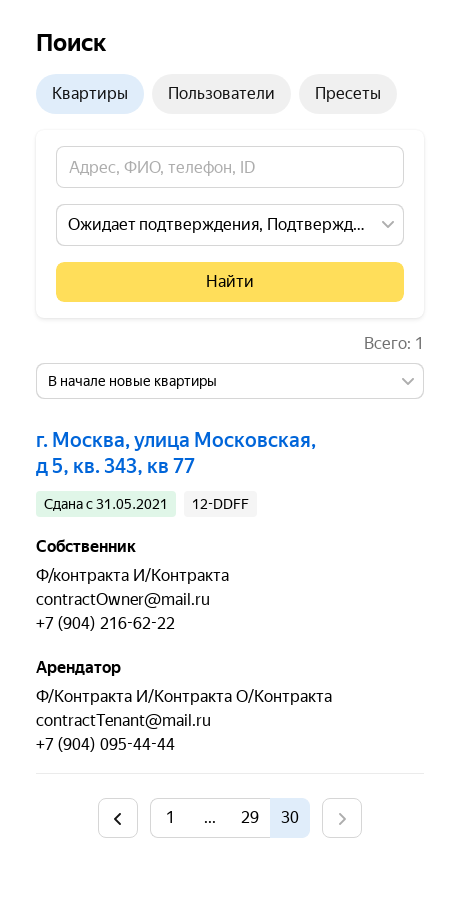 Поиск
Квартиры Пользователи Пресеты
Адрес, ФИО, телефон, ID
Ожидает подтверждения, Подтвержд...
Найти
Всего: 1
В начале новые квартиры
г. Москва, улица Московская,
д 5, кв. 343, кв 77
Сдана с 31.05.2021 12-DDFF
Собственник
Ф/контракта И/Контракта
contractOwner@mail.ru
+7 (904) 216-62-22
Арендатор
Ф/Контракта И/Контракта О/Контракта
contractTenant@mail.ru
+7 (904) 095-44-44
1 ... 29 30